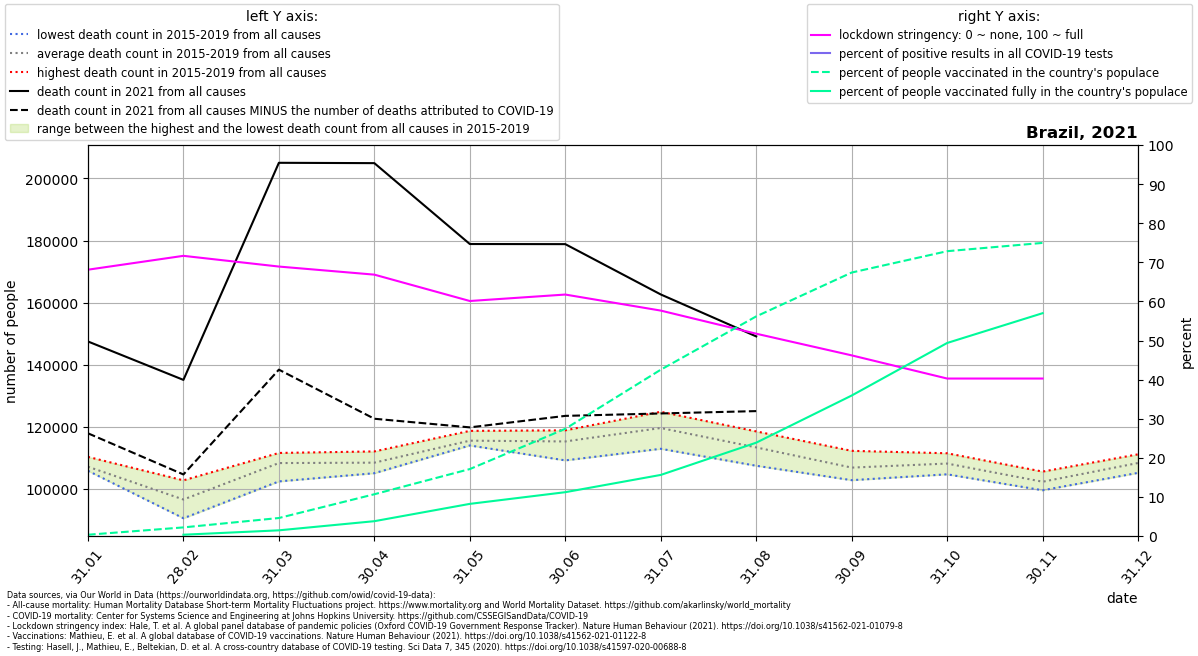 left Y axis:
lowest death count in 2015-2019 from all causes
average death count in 2015-2019 from all causes
highest death count in 2015-2019 from all causes
death count in 2021 from all causes
death count in 2021 from all causes MINUS the number of deaths attributed to COVID-19
range between the highest and the lowest death count from all causes in 2015-2019
right Y axis:
lockdown stringency: 0 ~ none, 100 ~ full
percent of positive results in all COVID-19 tests
percent of people vaccinated in the country's populace
percent of people vaccinated fully in the country's populace
Brazil, 2021
number of people
200000
180000
160000
140000
120000
100000
100
90
80
70
60
50
40
30
20
10
0
percent
31.01
28.02
31.03
30.04
31.05
30.06
31.07
31.08
30.09
31.10
30.11
31.12
date
Data sources, via Our World in Data (https://ourworldindata.org, https://github.com/owid/covid-19-data):
- All-cause mortality: Human Mortality Database Short-term Mortality Fluctuations project. https://www.mortality.org and World Mortality Dataset. https://github.com/akarlinsky/world_mortality
- COVID-19 mortality: Center for Systems Science and Engineering at Johns Hopkins University. https://github.com/CSSEGISandData/COVID-19
- Lockdown stringency index: Hale, T. et al. A global panel database of pandemic policies (Oxford COVID-19 Government Response Tracker). Nature Human Behaviour (2021). https://doi.org/10.1038/s41562-021-01079-8
- Vaccinations: Mathieu, E. et al. A global database of COVID-19 vaccinations. Nature Human Behaviour (2021). https://doi.org/10.1038/s41562-021-01122-8
- Testing: Hasell, J., Mathieu, E., Beltekian, D. et al. A cross-country database of COVID-19 testing. Sci Data 7, 345 (2020). https://doi.org/10.1038/s41597-020-00688-8